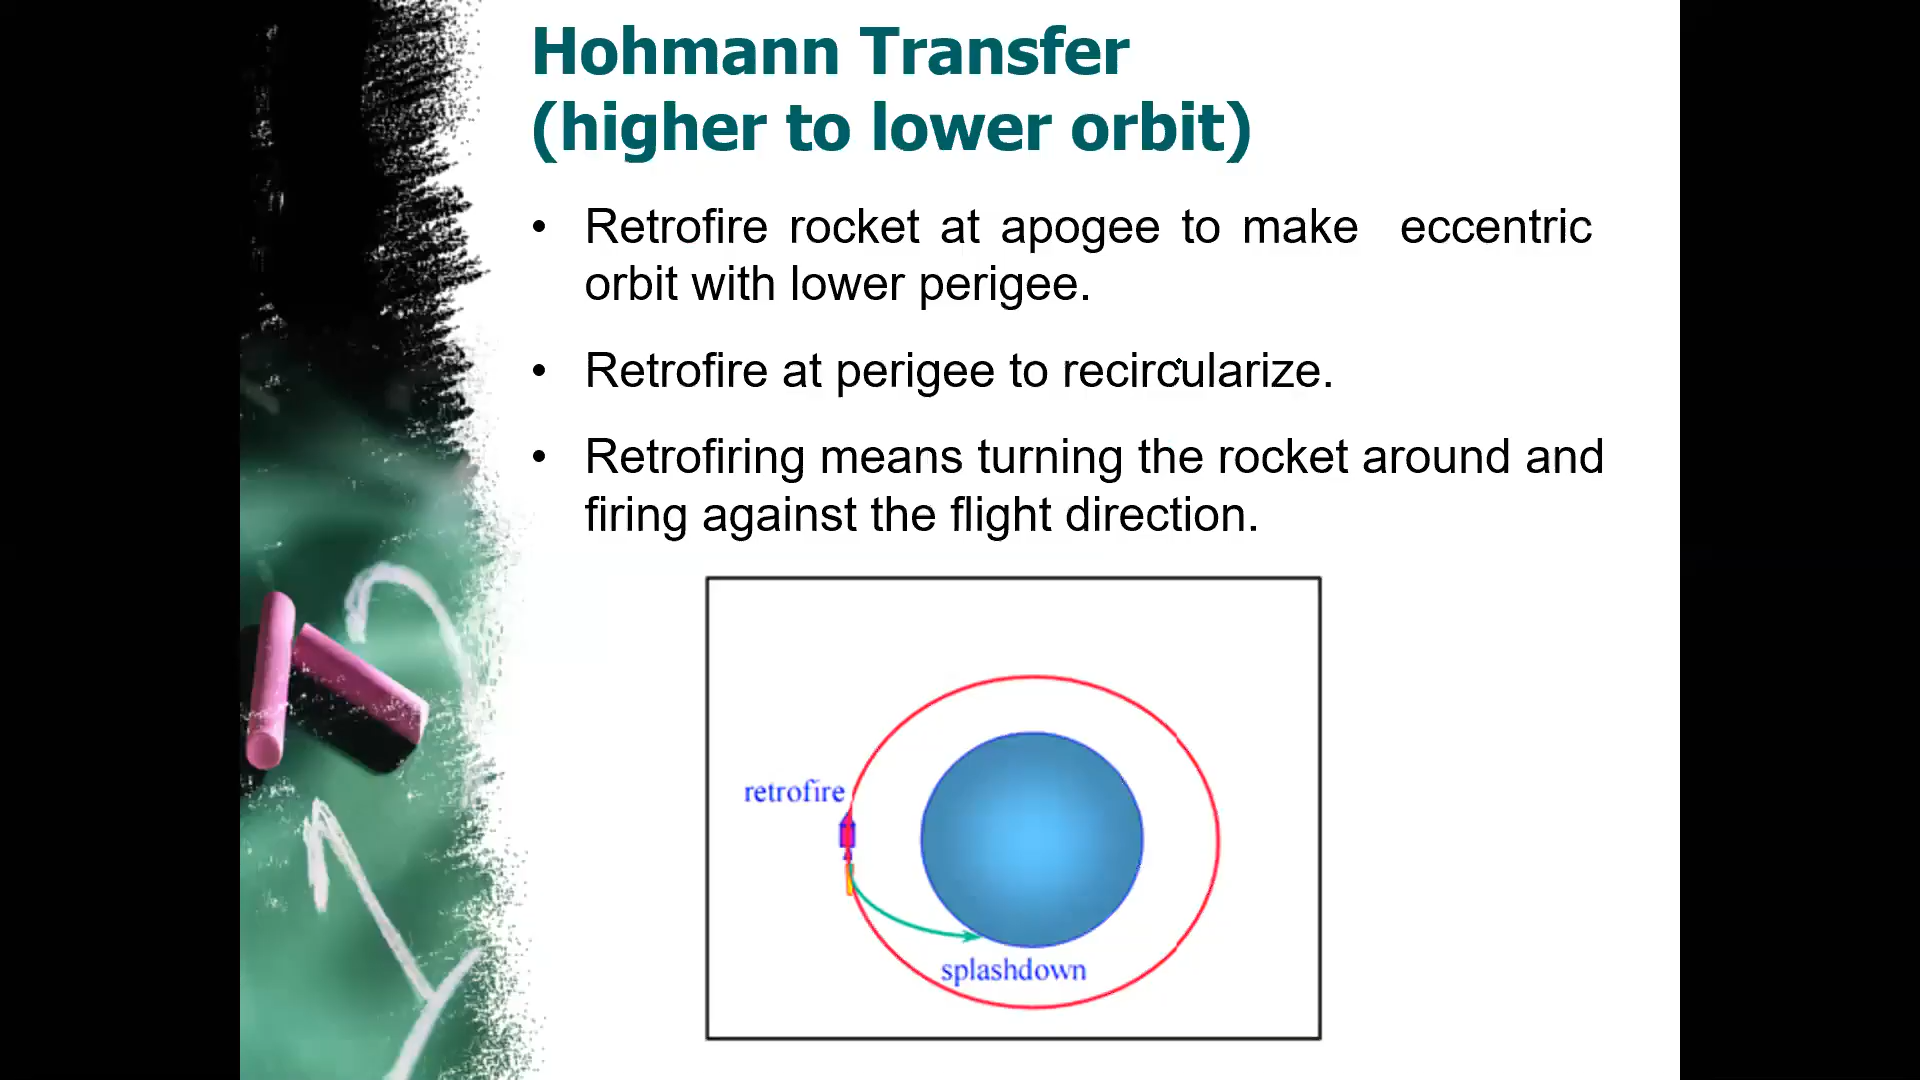 Hohmann Transfer
(higher to lower orbit)
• Retrofire rocket at apogee to make eccentric
orbit with lower perigee.
• Retrofire at perigee to recircularize.
• Retrofiring means turning the rocket around and
firing against the flight direction.
retrofire
splashdown